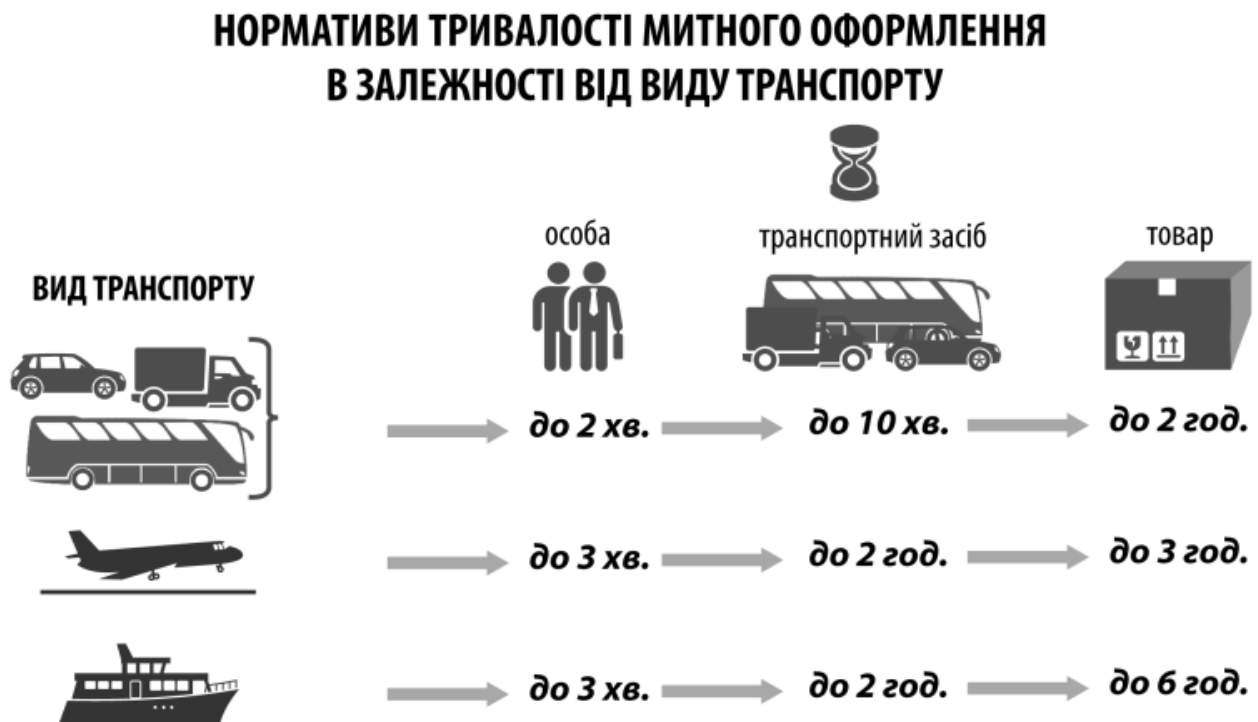 НОРМАТИВИ ТРИВАЛОСТІ МИТНОГО ОФОРМЛЕННЯ
В ЗАЛЕЖНОСТІ ВІД ВИДУ ТРАНСПОРТУ
особа транспортний засіб товар
ВИД ТРАНСПОРТУ
до 2 хв. до 10 хв. до 2 год.
до 3 хв. до 2 год. до 3 год.
до 3 хв. до 2 год. до 6 год.